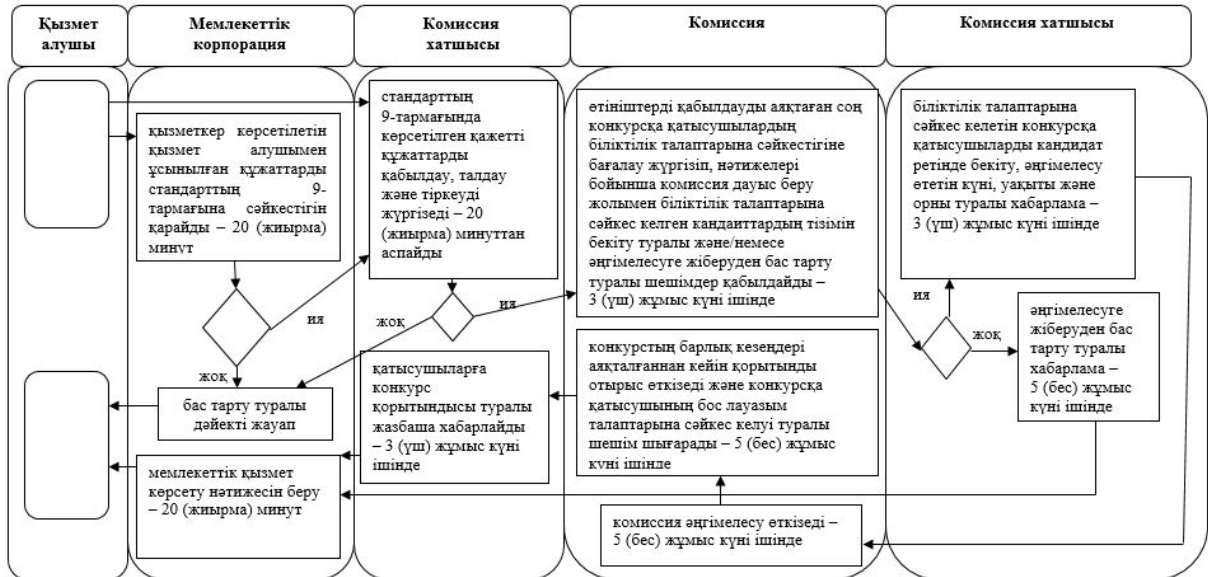 Қызмет
алушы
Мемлекеттік
корпорация
Комиссия
хатшысы
Комиссия
Комиссия хатшысы
қызметкер көрсетілетін
қызмет алушымен
ұсынылған құжаттарды
стандарттың 9-
тармағына сәйкестігін
қарайды – 20 (жиырма)
минут
ия
жоқ
бас тарту туралы
дәйекті жауап
мемлекеттік қызмет
көрсету нәтижесін беру
– 20 (жиырма) минут
стандарттың
9-тармағында
көрсетілген қажетті
құжаттарды
қабылдау, талдау
және тіркеуді
жүргізеді – 20
(жиырма) минуттан
аспайды
жоқ
ия
қатысушыларға
конкурс
қорытындысы туралы
жазбаша хабарлайды
– 3 (үш) жұмыс күні
ішінде
өтініштерді қабылдауды аяқтаған соң
конкурсқа қатысушылардың
біліктілік талаптарына сәйкестігіне
бағалау жүргізіп, нәтижелері
бойынша комиссия дауыс беру
жолымен біліктілік талаптарына
сәйкес келген кандаиттардың тізімін
бекіту туралы және/немесе
әңгімелесуге жіберуден бас тарту
туралы шешімдер қабылдайды –
3 (үш) жұмыс күні ішінде
конкурстың барлық кезеңдері
аяқталғаннан кейін қорытынды
отырыс өткізеді және конкурсқа
қатысушының бос лауазым
талаптарына сәйкес келуі туралы
шешім шығарады – 5 (бес) жұмыс
күні ішінде
комиссия әңгімелесу өткізеді –
5 (бес) жұмыс күні ішінде
біліктілік талаптарына
сәйкес келетін конкурсқа
қатысушыларды кандидат
ретінде бекіту, әңгімелесу
өтетін күні, уақыты және
орны туралы хабарлама –
3 (үш) жұмыс күні ішінде
ия
жоқ
әңгімелесуге
жіберуден бас
тарту туралы
хабарлама –
5 (бес) жұмыс
күні ішінде